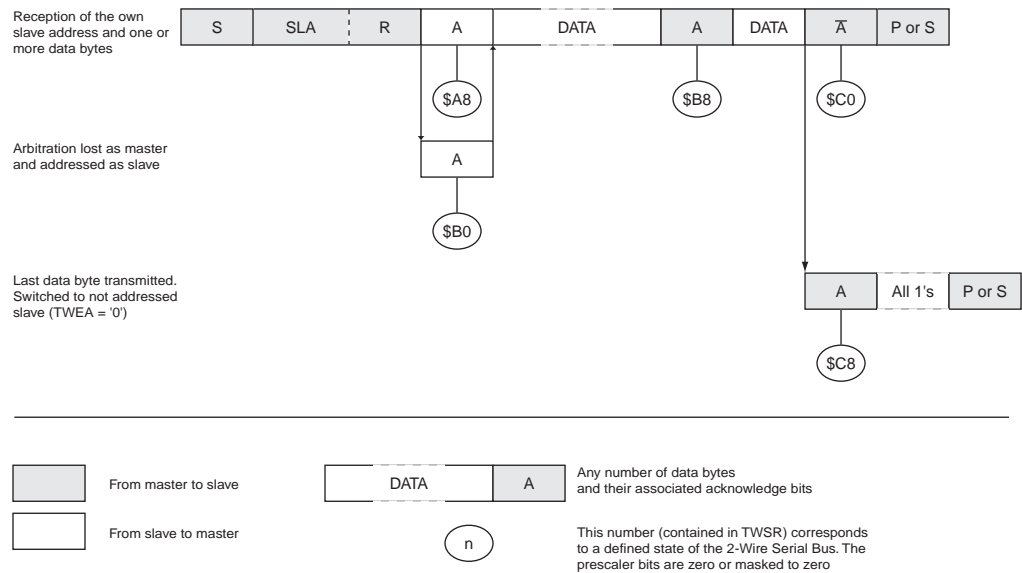 Reception of the own
slave address and one or
more data bytes
S SLA R A DATA A DATA A̅ P or S
$A8 $B8 $C0
Arbitration lost as master
and addressed as slave
A
$B0
Last data byte transmitted.
Switched to not addressed
slave (TWEA = '0')
A All 1's P or S
$C8
From master to slave
DATA A
Any number of data bytes
and their associated acknowledge bits
From slave to master
n
This number (contained in TWSR) corresponds
to a defined state of the 2-Wire Serial Bus. The
prescaler bits are zero or masked to zero